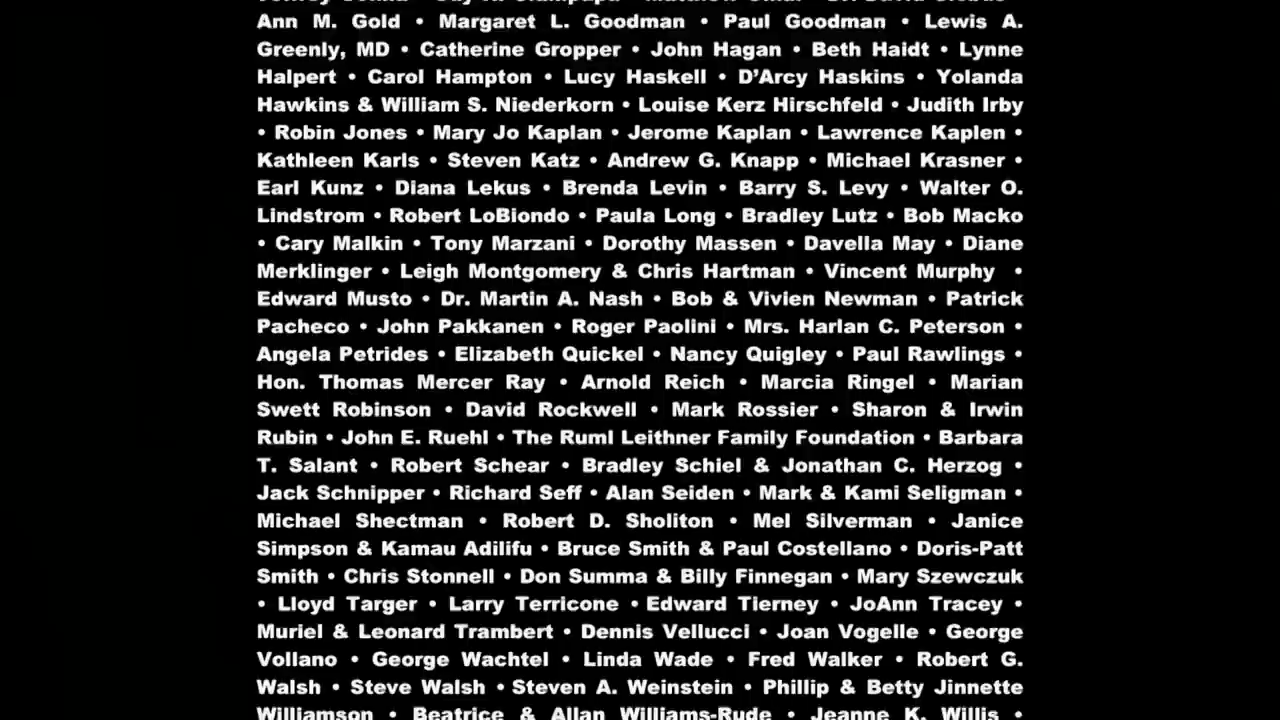 Ann M. Gold • Margaret L. Goodman • Paul Goodman • Lewis A.
Greenly, MD • Catherine Gropper • John Hagan • Beth Haidt • Lynne
Halpert • Carol Hampton • Lucy Haskell • D'Arcy Haskins • Yolanda
Hawkins & William S. Niederkorn • Louise Kerz Hirschfeld • Judith Irby
• Robin Jones • Mary Jo Kaplan • Jerome Kaplan • Lawrence Kaplen •
Kathleen Karls • Steven Katz • Andrew G. Knapp • Michael Krasner •
Earl Kunz • Diana Lekus • Brenda Levin • Barry S. Levy • Walter O.
Lindstrom • Robert LoBiondo • Paula Long • Bradley Lutz • Bob Macko
• Cary Malkin • Tony Marzani • Dorothy Massen • Davella May • Diane
Merklinger • Leigh Montgomery & Chris Hartman • Vincent Murphy •
Edward Musto • Dr. Martin A. Nash • Bob & Vivien Newman • Patrick
Pacheco • John Pakkanen • Roger Paolini • Mrs. Harlan C. Peterson •
Angela Petrides • Elizabeth Quickel • Nancy Quigley • Paul Rawlings •
Hon. Thomas Mercer Ray • Arnold Reich • Marcia Ringel • Marian
Swett Robinson • David Rockwell • Mark Rossier • Sharon & Irwin
Rubin • John E. Ruehl • The Ruml Leithner Family Foundation • Barbara
T. Salant • Robert Schear • Bradley Schiel & Jonathan C. Herzog •
Jack Schnipper • Richard Seff • Alan Seiden • Mark & Kami Seligman •
Michael Shectman • Robert D. Sholiton • Mel Silverman • Janice
Simpson & Kamau Adilifu • Bruce Smith & Paul Costellano • Doris-Patt
Smith • Chris Stonnell • Don Summa & Billy Finnegan • Mary Szewczuk
• Lloyd Targer • Larry Terricone • Edward Tierney • JoAnn Tracey •
Muriel & Leonard Trambert • Dennis Vellucci • Joan Vogelle • George
Vollano • George Wachtel • Linda Wade • Fred Walker • Robert G.
Walsh • Steve Walsh • Steven A. Weinstein • Phillip & Betty Jinnette
Williamson • Beatrice & Allan Williams-Rude • Jeanne K. Willis •